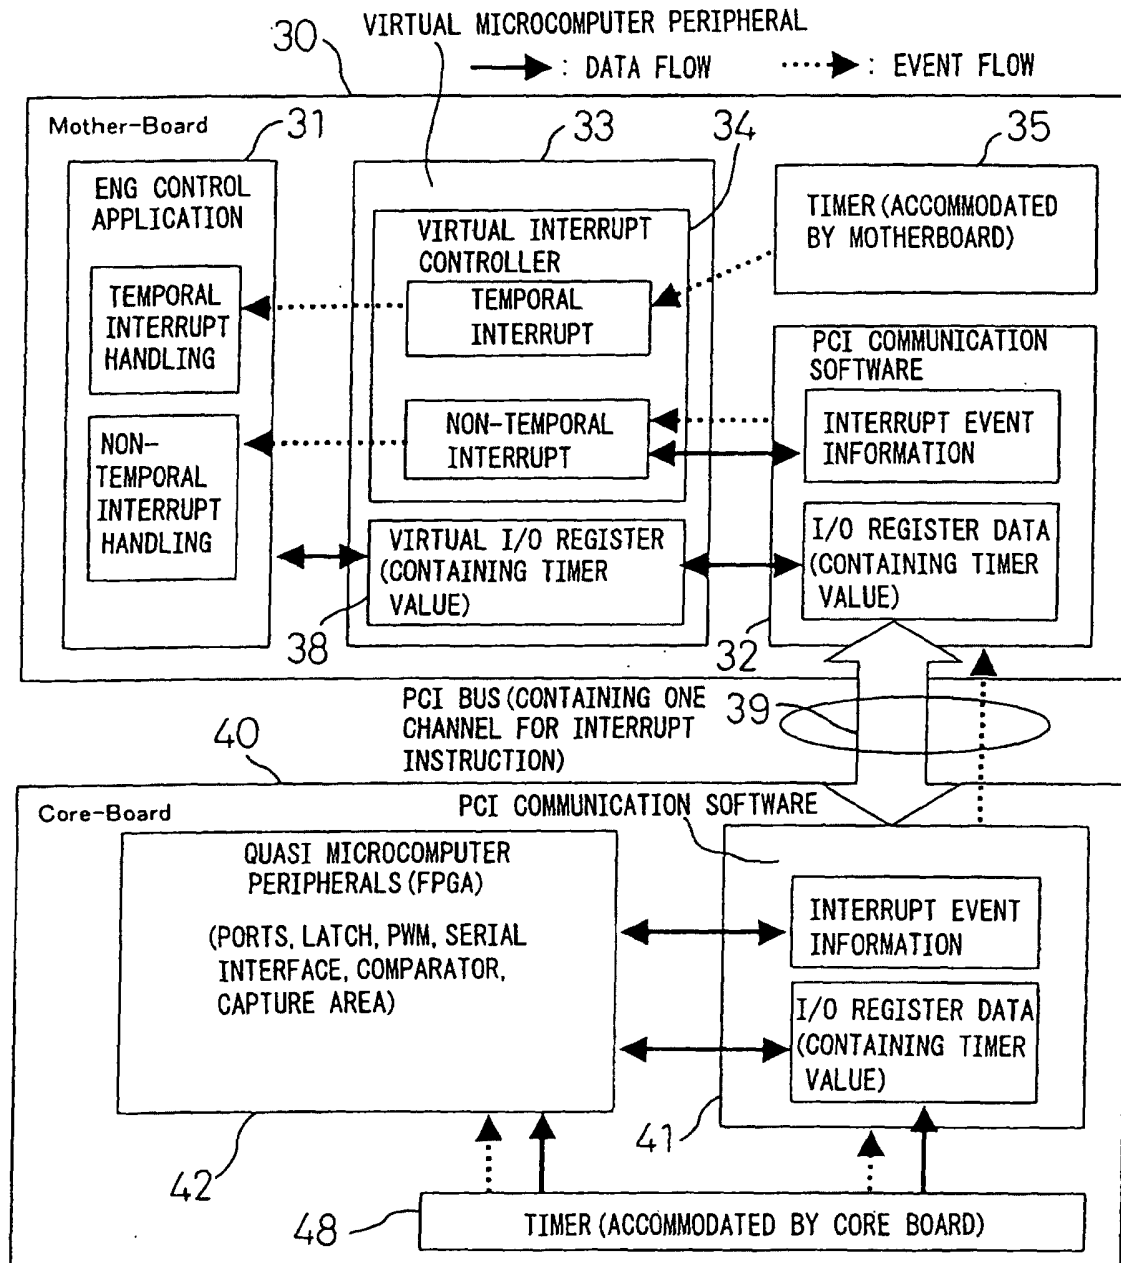 VIRTUAL MICROCOMPUTER PERIPHERAL
30
: DATA FLOW
: EVENT FLOW
Mother-Board
31
33
34
35
ENG CONTROL
APPLICATION
TEMPORAL
INTERRUPT
HANDLING
NON-
TEMPORAL
INTERRUPT
HANDLING
VIRTUAL INTERRUPT
CONTROLLER
TEMPORAL
INTERRUPT
NON-TEMPORAL
INTERRUPT
VIRTUAL I/O REGISTER
(CONTAINING TIMER
VALUE)
38
TIMER(ACCOMMODATED
BY MOTHERBOARD)
PCI COMMUNICATION
SOFTWARE
INTERRUPT EVENT
INFORMATION
I/O REGISTER DATA
(CONTAINING TIMER
VALUE)
32
PCI BUS(CONTAINING ONE
CHANNEL FOR INTERRUPT
INSTRUCTION)
39
40
Core-Board
PCI COMMUNICATION SOFTWARE
QUASI MICROCOMPUTER
PERIPHERALS(FPGA)
(PORTS, LATCH, PWM, SERIAL
INTERFACE, COMPARATOR,
CAPTURE AREA)
INTERRUPT EVENT
INFORMATION
I/O REGISTER DATA
(CONTAINING TIMER
VALUE)
42
41
48
TIMER(ACCOMMODATED BY CORE BOARD)